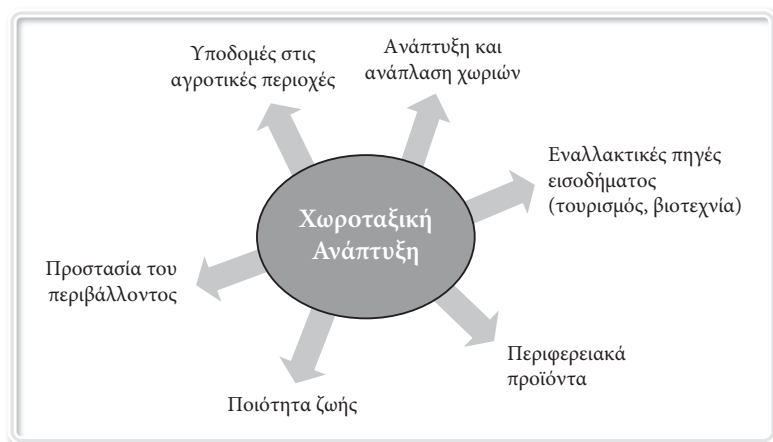 Υποδομές στις
αγροτικές περιοχές
Ανάπτυξη και
ανάπλαση χωριών
Εναλλακτικές πηγές
εισοδήματος
(τουρισμός, βιοτεχνία)
Χωροταξική
Ανάπτυξη
Προστασία του
περιβάλλοντος
Περιφερειακά
προϊόντα
Ποιότητα ζωής